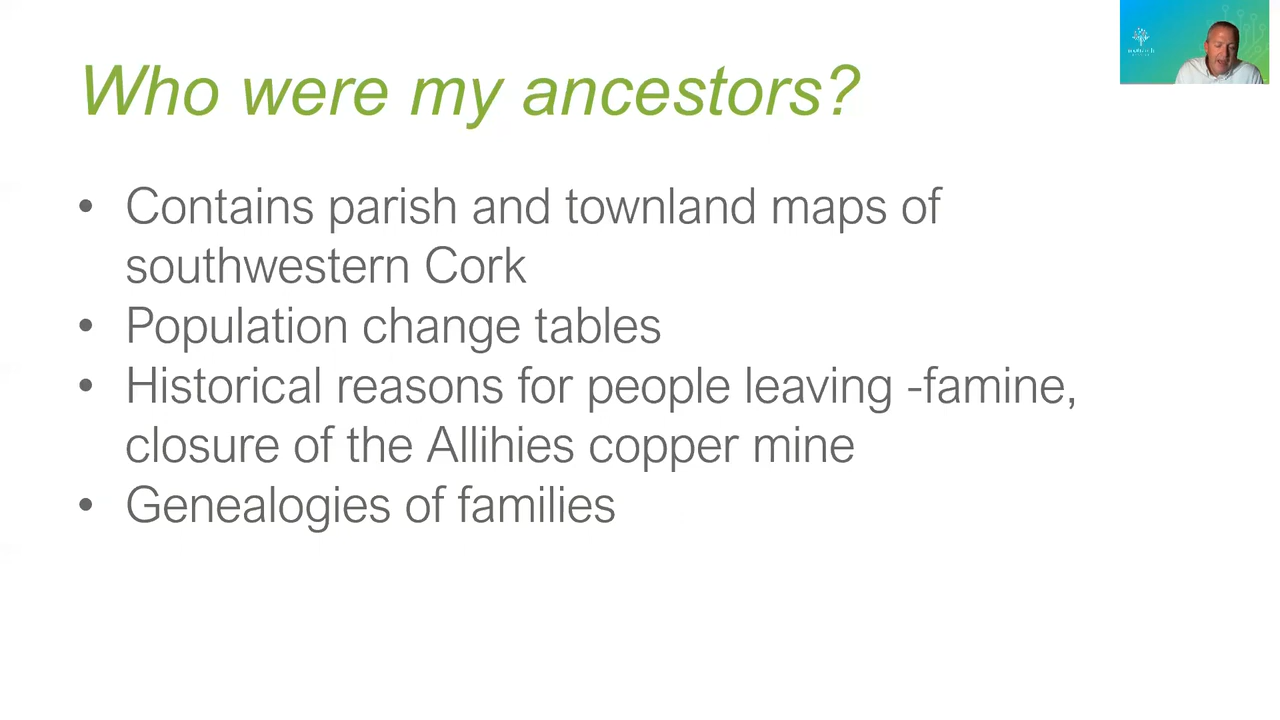 Who were my ancestors?
• Contains parish and townland maps of
southwestern Cork
• Population change tables
• Historical reasons for people leaving -famine,
closure of the Allihies copper mine
• Genealogies of families